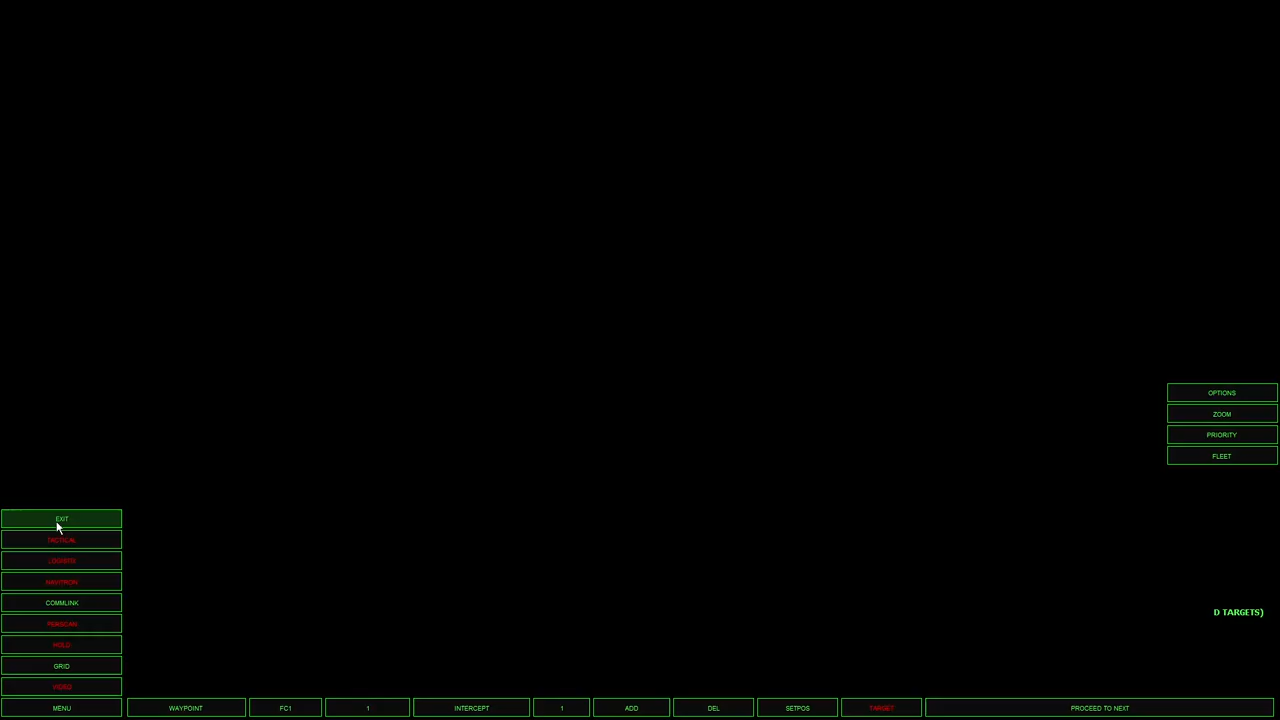 OPTIONS
ZOOM
PRIORITY
FLEET
EXIT
TACTICAL
LOGISTIX
NAVITRON
COMMLINK
PERSCAN
D TARGETS)
HOLO
GRID
VIDEO
MENU WAYPOINT FC1 1 INTERCEPT 1 ADD DEL SETPOS TARGET PROCEED TO NEXT